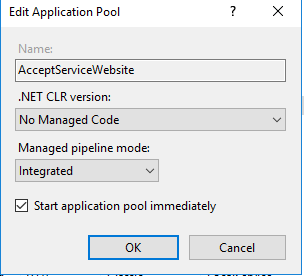 Edit Application Pool
?
Name:
AcceptServiceWebsite
.NET CLR version:
No Managed Code
Managed pipeline mode:
Integrated
Start application pool immediately
OK Cancel